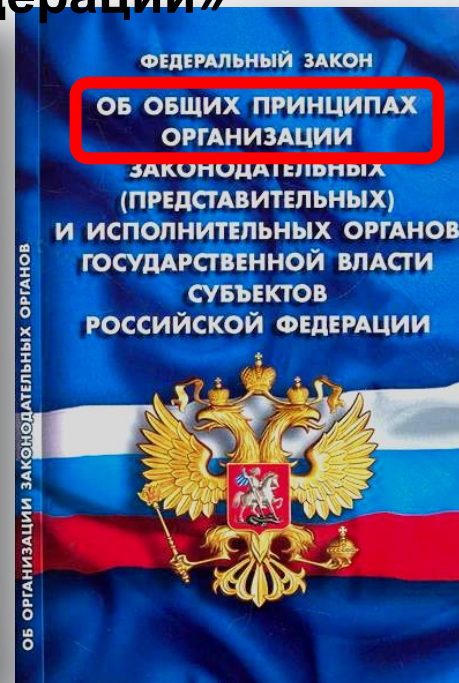 ФЕДЕРАЛЬНЫЙ ЗАКОН
ОБ ОБЩИХ ПРИНЦИПАХ
ОРГАНИЗАЦИИ
ЗАКОНОДАТЕЛЬНЫХ
(ПРЕДСТАВИТЕЛЬНЫХ)
И ИСПОЛНИТЕЛЬНЫХ ОРГАНОВ
ГОСУДАРСТВЕННОЙ ВЛАСТИ
СУБЪЕКТОВ
РОССИЙСКОЙ ФЕДЕРАЦИИ
ОБ ОРГАНИЗАЦИИ ЗАКОНОДАТЕЛЬНЫХ ОРГАНОВ